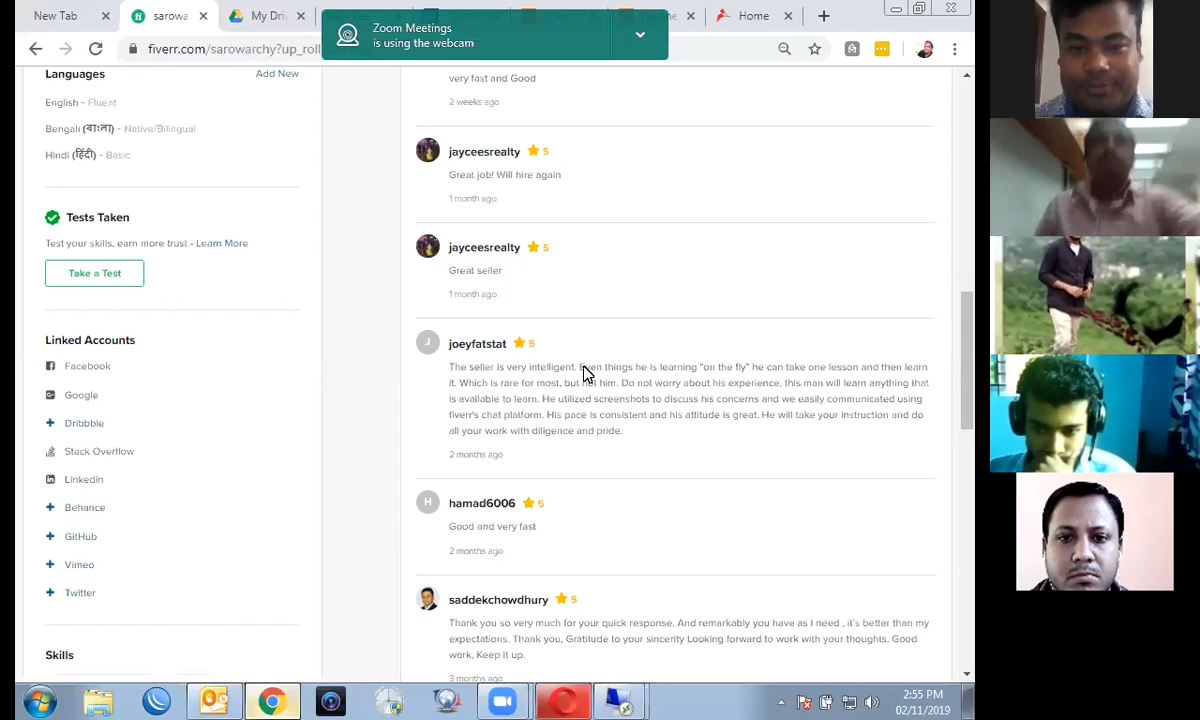 New Tab
sarowa
My Dri
Home
Zoom Meetings
is using the webcam
fiverr.com/sarowarchy?up_roll
Languages
Add New
English - Fluent
Bengali (বাংলা) - Native/Bilingual
Hindi (हिंदी) - Basic
Tests Taken
Test your skills, earn more trust - Learn More
Take a Test
Linked Accounts
Facebook
Google
Dribbble
Stack Overflow
Linkedin
Behance
GitHub
Vimeo
Twitter
Skills
very fast and Good
2 weeks ago
jayceesrealty 5
Great job! Will hire again
1 month ago
jayceesrealty 5
Great seller
1 month ago
J
joeyfatstat 5
The seller is very intelligent. Even things he is learning "on the fly" he can take one lesson and then learn
it. Which is rare for most, but not him. Do not worry about his experience, this man will learn anything that
is available to learn. He utilized screenshots to discuss his concerns and we easily communicated using
fiverr's chat platform. His pace is consistent and his attitude is great. He will take your instruction and do
all your work with diligence and pride.
2 months ago
H
hamad6006 5
Good and very fast
2 months ago
saddekchowdhury 5
Thank you so very much for your quick response. And remarkably you have as I need , it's better than my
expectations. Thank you, Gratitude to your sincerity Looking forward to work with your thoughts. Good
work, Keep it up.
3 months ago
2:55 PM
02/11/2019